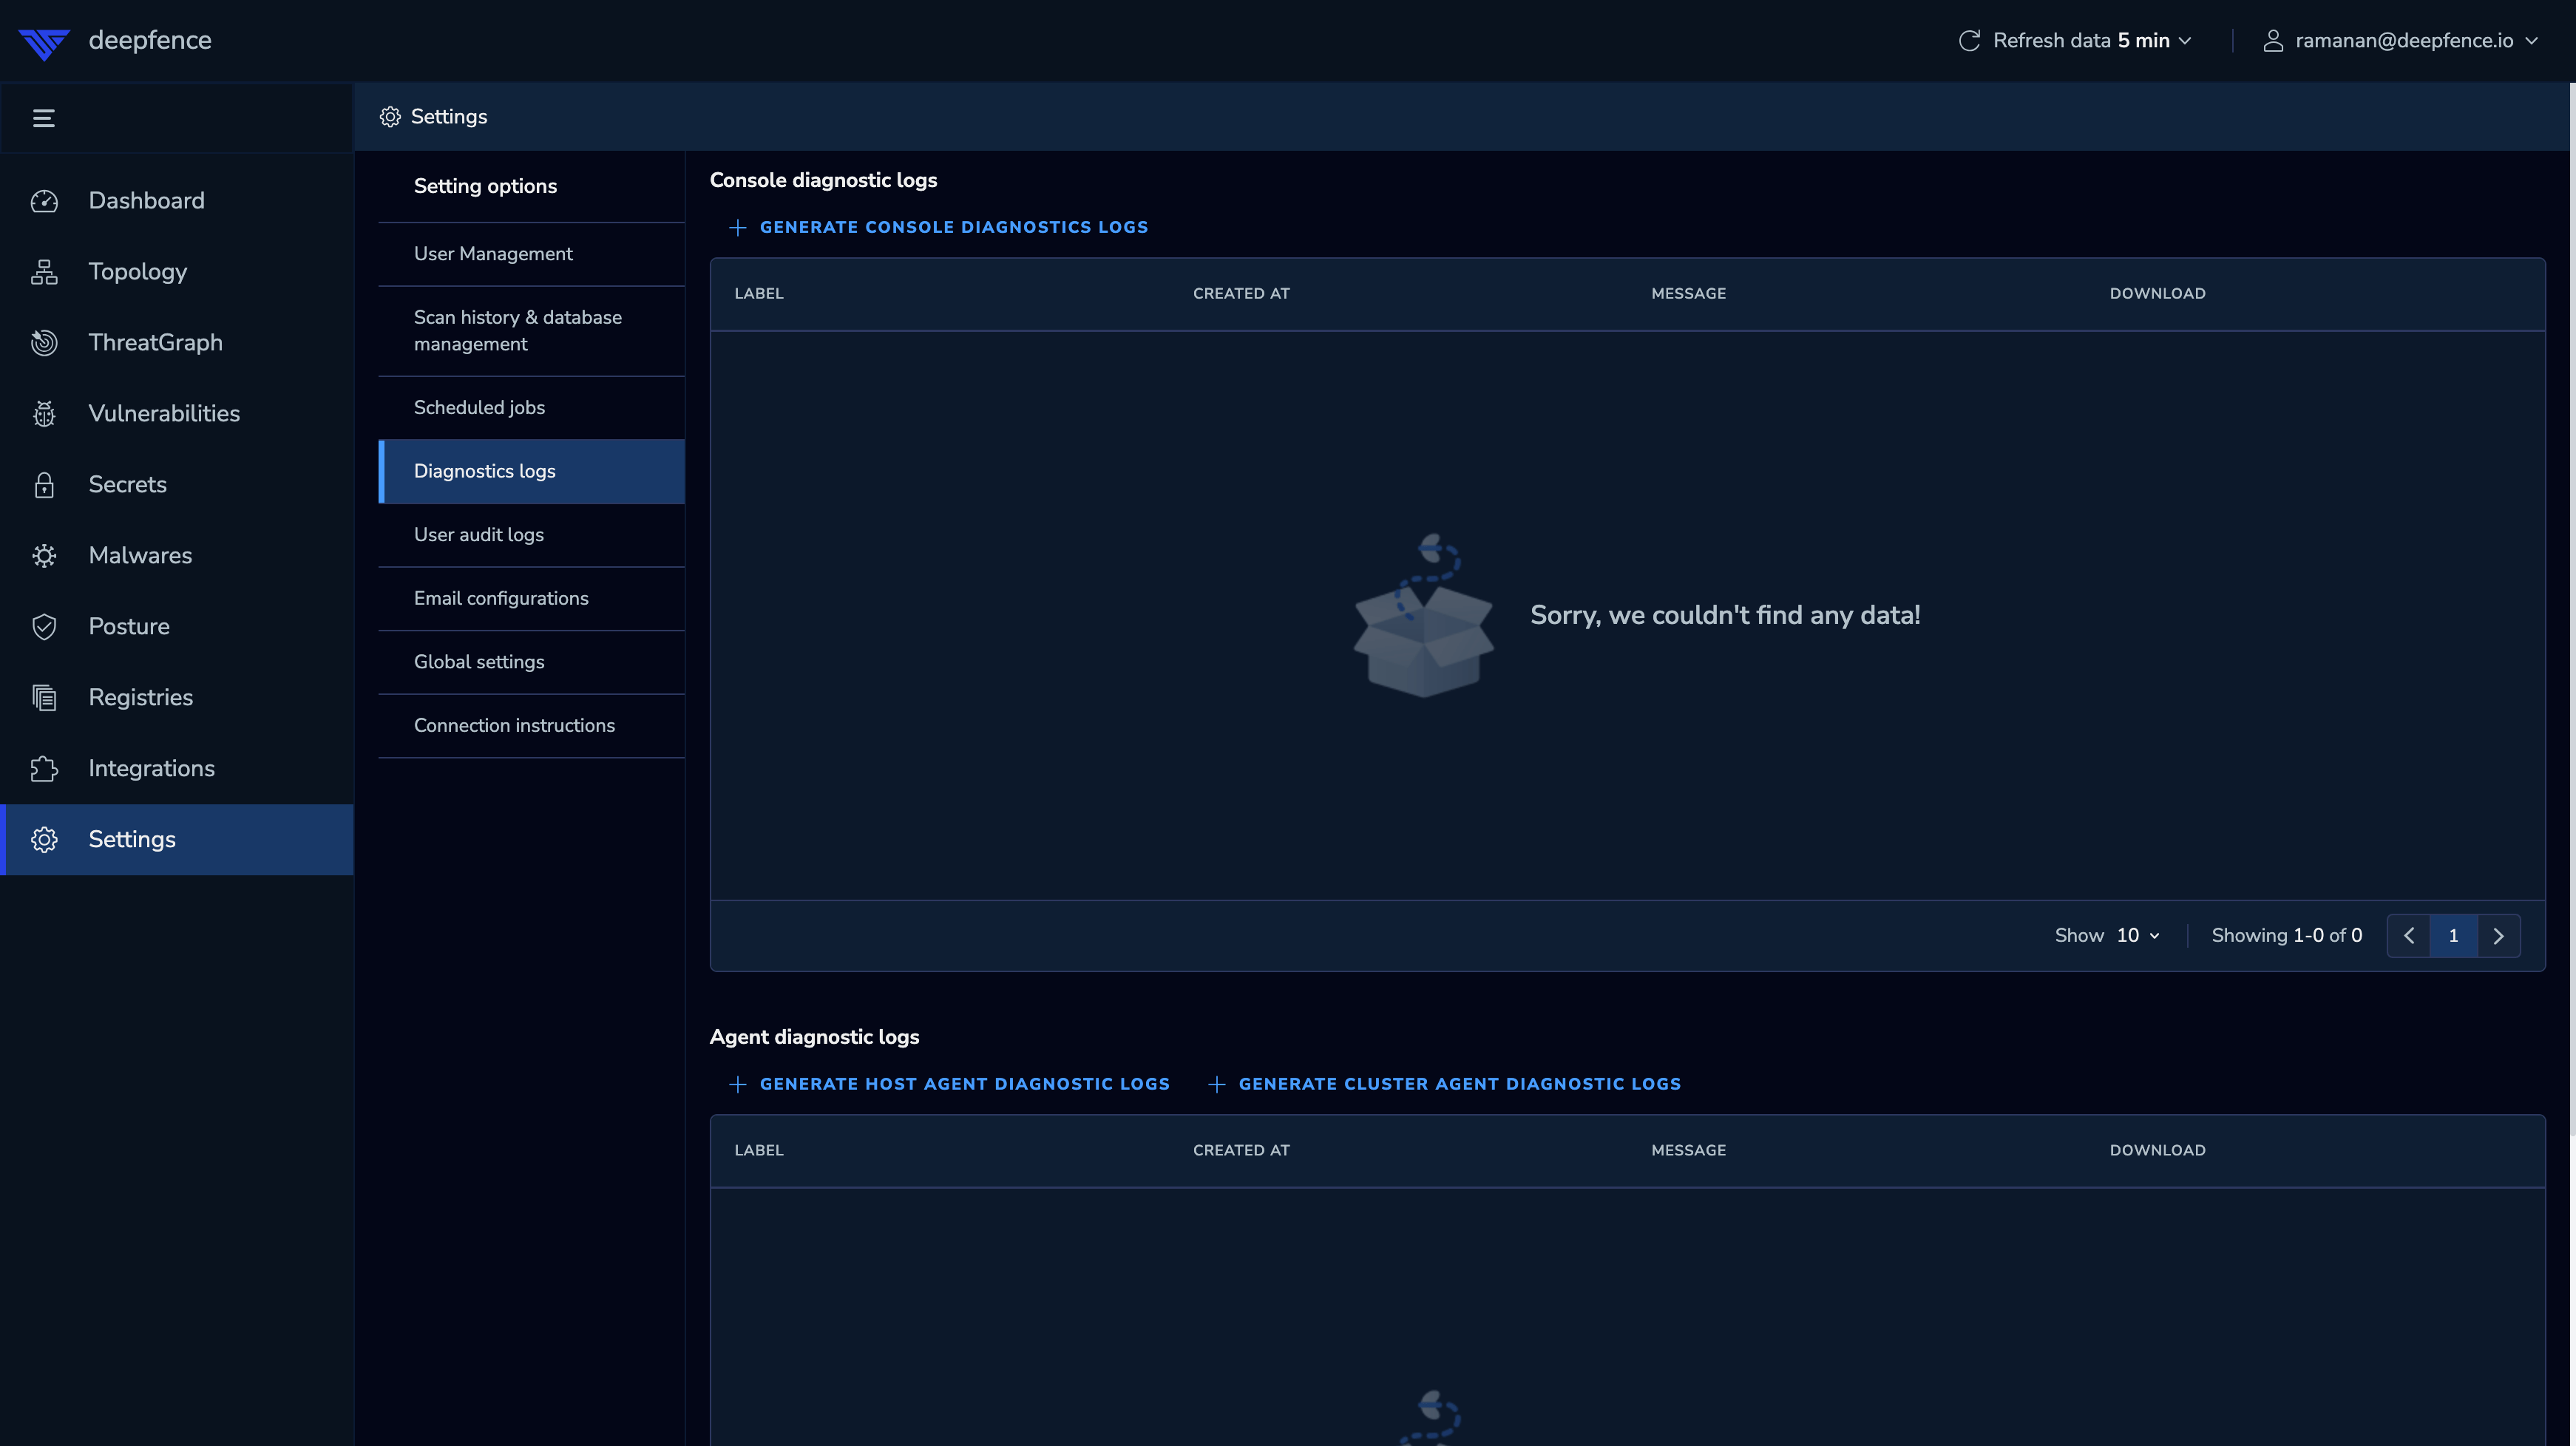 deepfence
Refresh data 5 min
ramanan@deepfence.io
Settings
Dashboard
Topology
ThreatGraph
Vulnerabilities
Secrets
Malwares
Posture
Registries
Integrations
Settings
Setting options
User Management
Scan history & database
management
Scheduled jobs
Diagnostics logs
User audit logs
Email configurations
Global settings
Connection instructions
Console diagnostic logs
GENERATE CONSOLE DIAGNOSTICS LOGS
LABEL CREATED AT MESSAGE DOWNLOAD
Sorry, we couldn't find any data!
Show 10 Showing 1-0 of 0 1
Agent diagnostic logs
GENERATE HOST AGENT DIAGNOSTIC LOGS GENERATE CLUSTER AGENT DIAGNOSTIC LOGS
LABEL CREATED AT MESSAGE DOWNLOAD